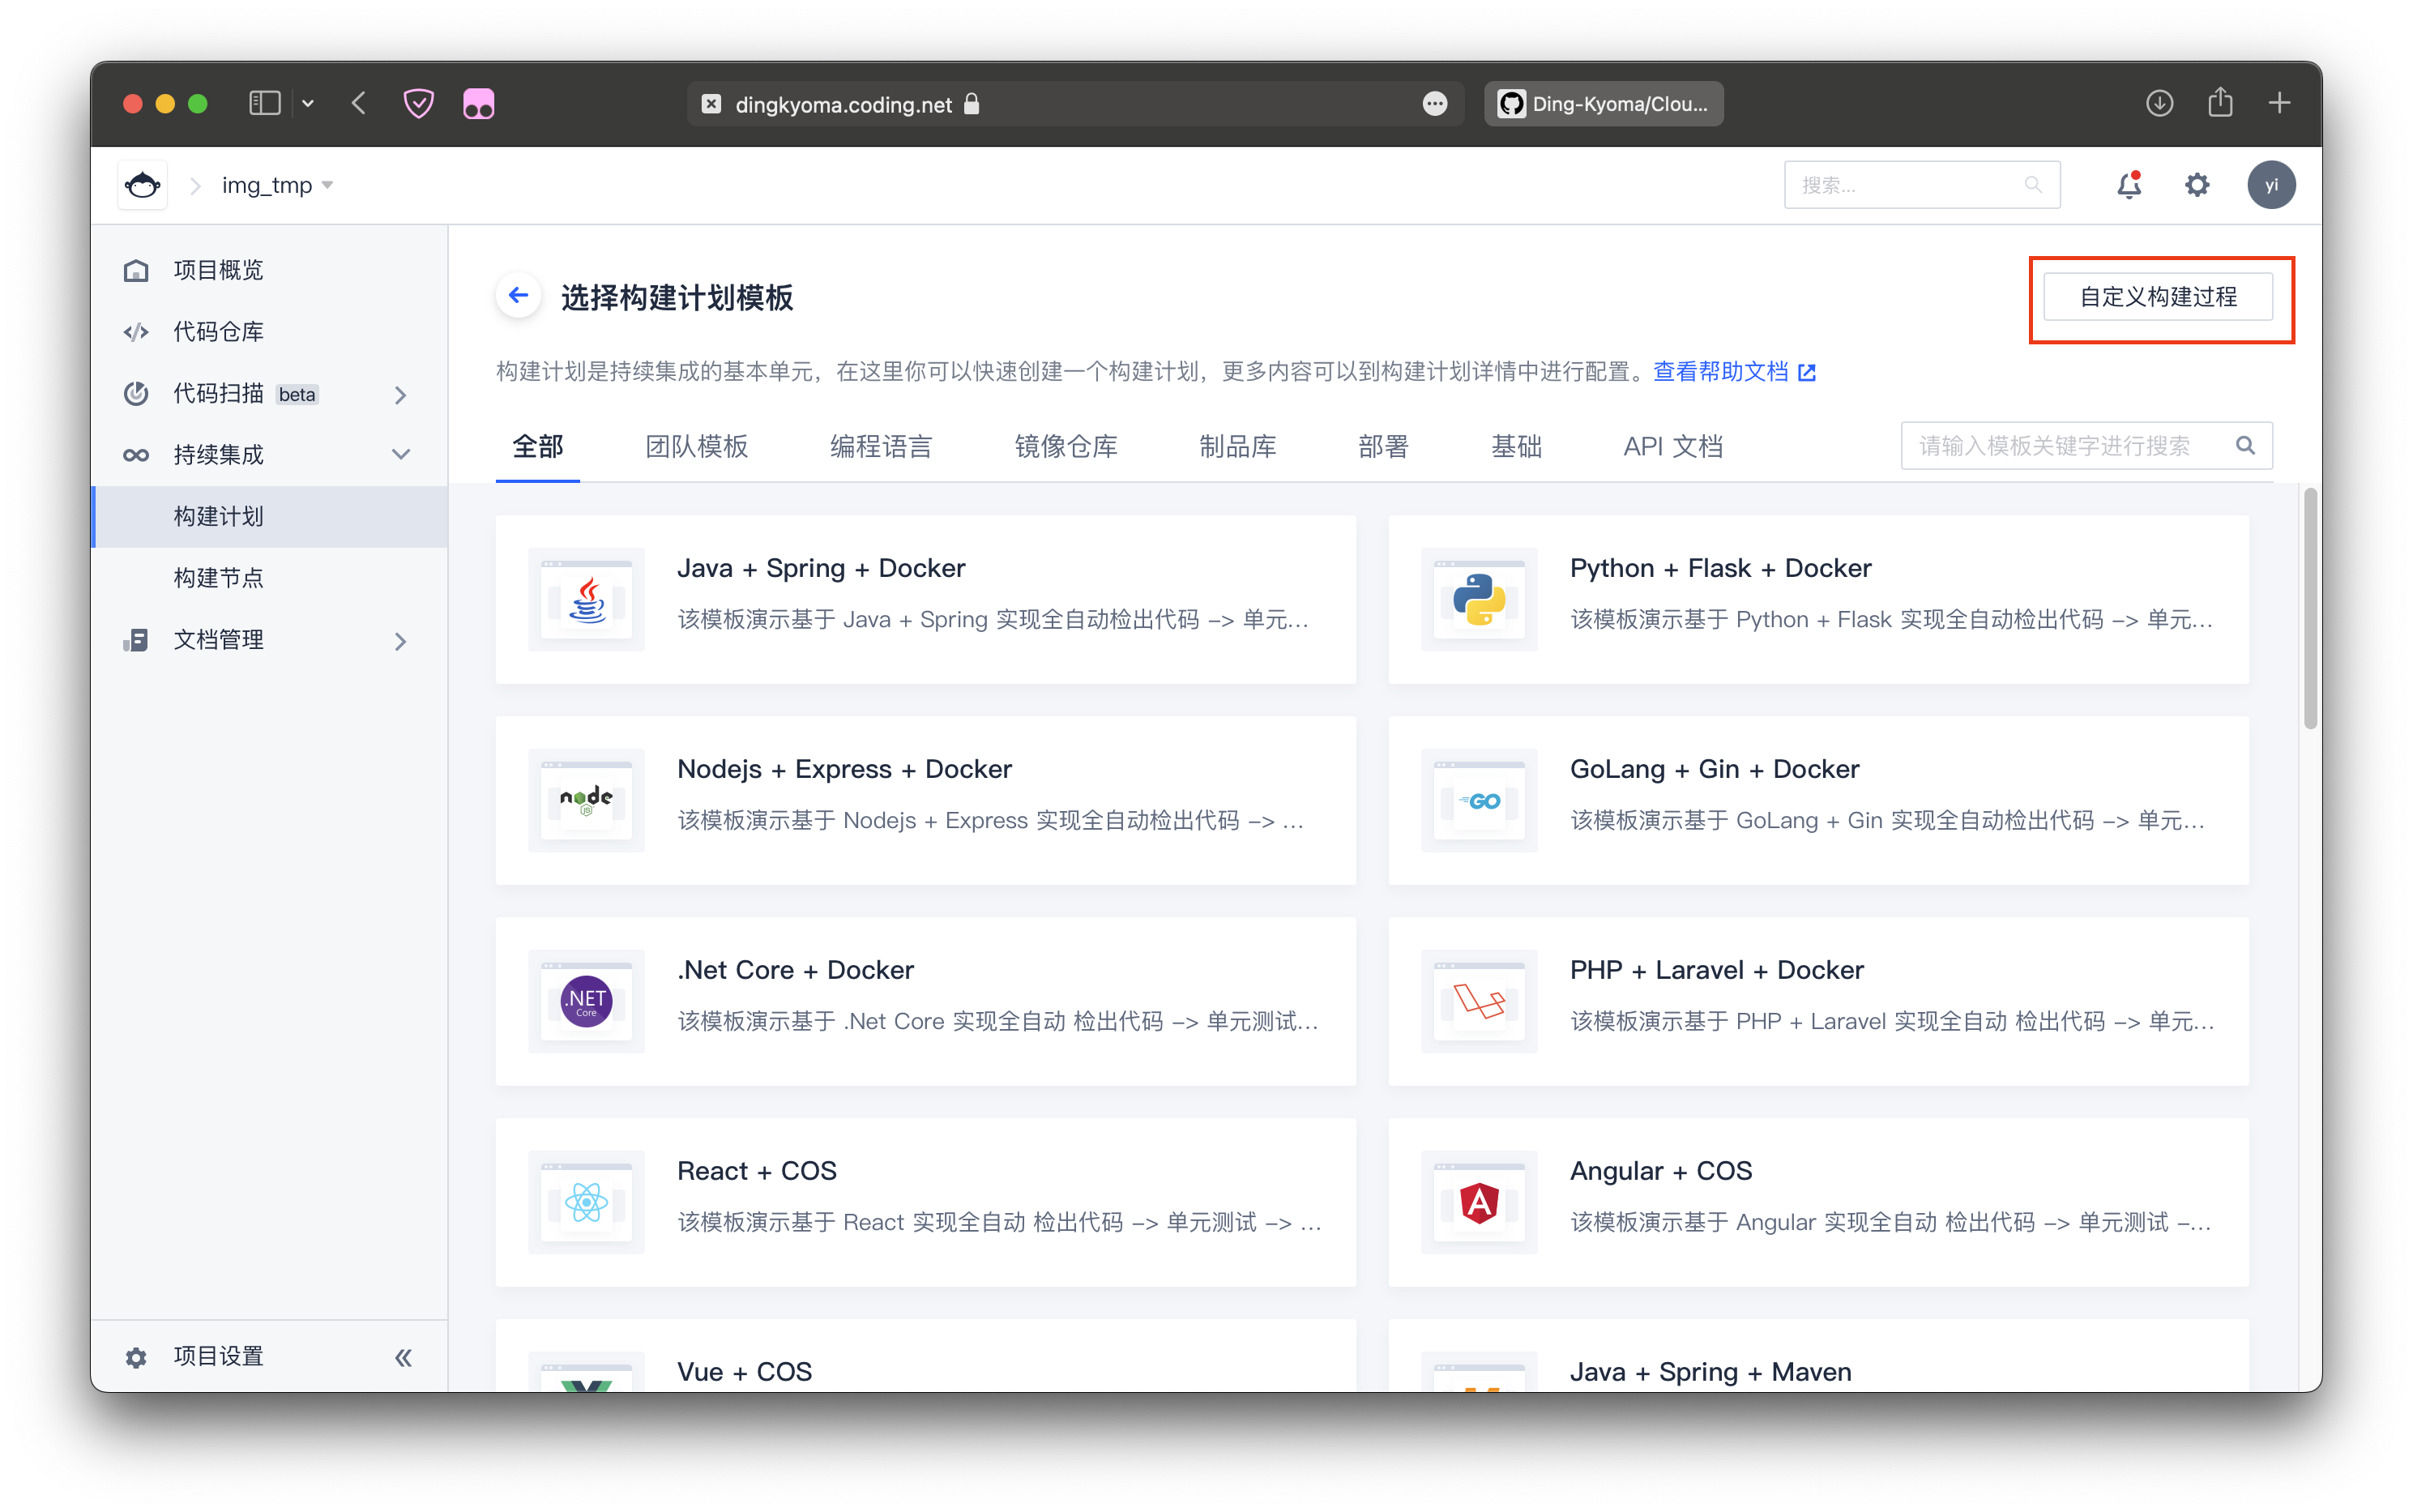 dingkyoma.coding.net
Ding-Kyoma/Clou...
img_tmp
搜索...
yi
项目概览
代码仓库
代码扫描 beta
持续集成
构建计划
构建节点
文档管理
项目设置
选择构建计划模板
自定义构建过程
构建计划是持续集成的基本单元，在这里你可以快速创建一个构建计划，更多内容可以到构建计划详情中进行配置。查看帮助文档
全部 团队模板 编程语言 镜像仓库 制品库 部署 基础 API 文档
请输入模板关键字进行搜索
Java + Spring + Docker
该模板演示基于 Java + Spring 实现全自动检出代码 -> 单元...
Python + Flask + Docker
该模板演示基于 Python + Flask 实现全自动检出代码 -> 单元...
node
JS
Nodejs + Express + Docker
该模板演示基于 Nodejs + Express 实现全自动检出代码 -> ...
GO
GoLang + Gin + Docker
该模板演示基于 GoLang + Gin 实现全自动检出代码 -> 单元...
.NET
Core
.Net Core + Docker
该模板演示基于 .Net Core 实现全自动 检出代码 -> 单元测试...
PHP + Laravel + Docker
该模板演示基于 PHP + Laravel 实现全自动 检出代码 -> 单元...
React + COS
该模板演示基于 React 实现全自动 检出代码 -> 单元测试 -> ...
A
Angular + COS
该模板演示基于 Angular 实现全自动 检出代码 -> 单元测试 -...
Vue + COS
Java + Spring + Maven